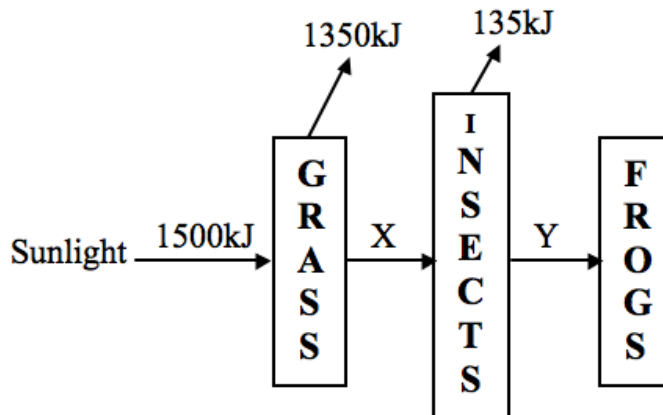 1350kJ
135kJ
GRASS
INSECTS
FROGS
Sunlight
1500kJ
X
Y